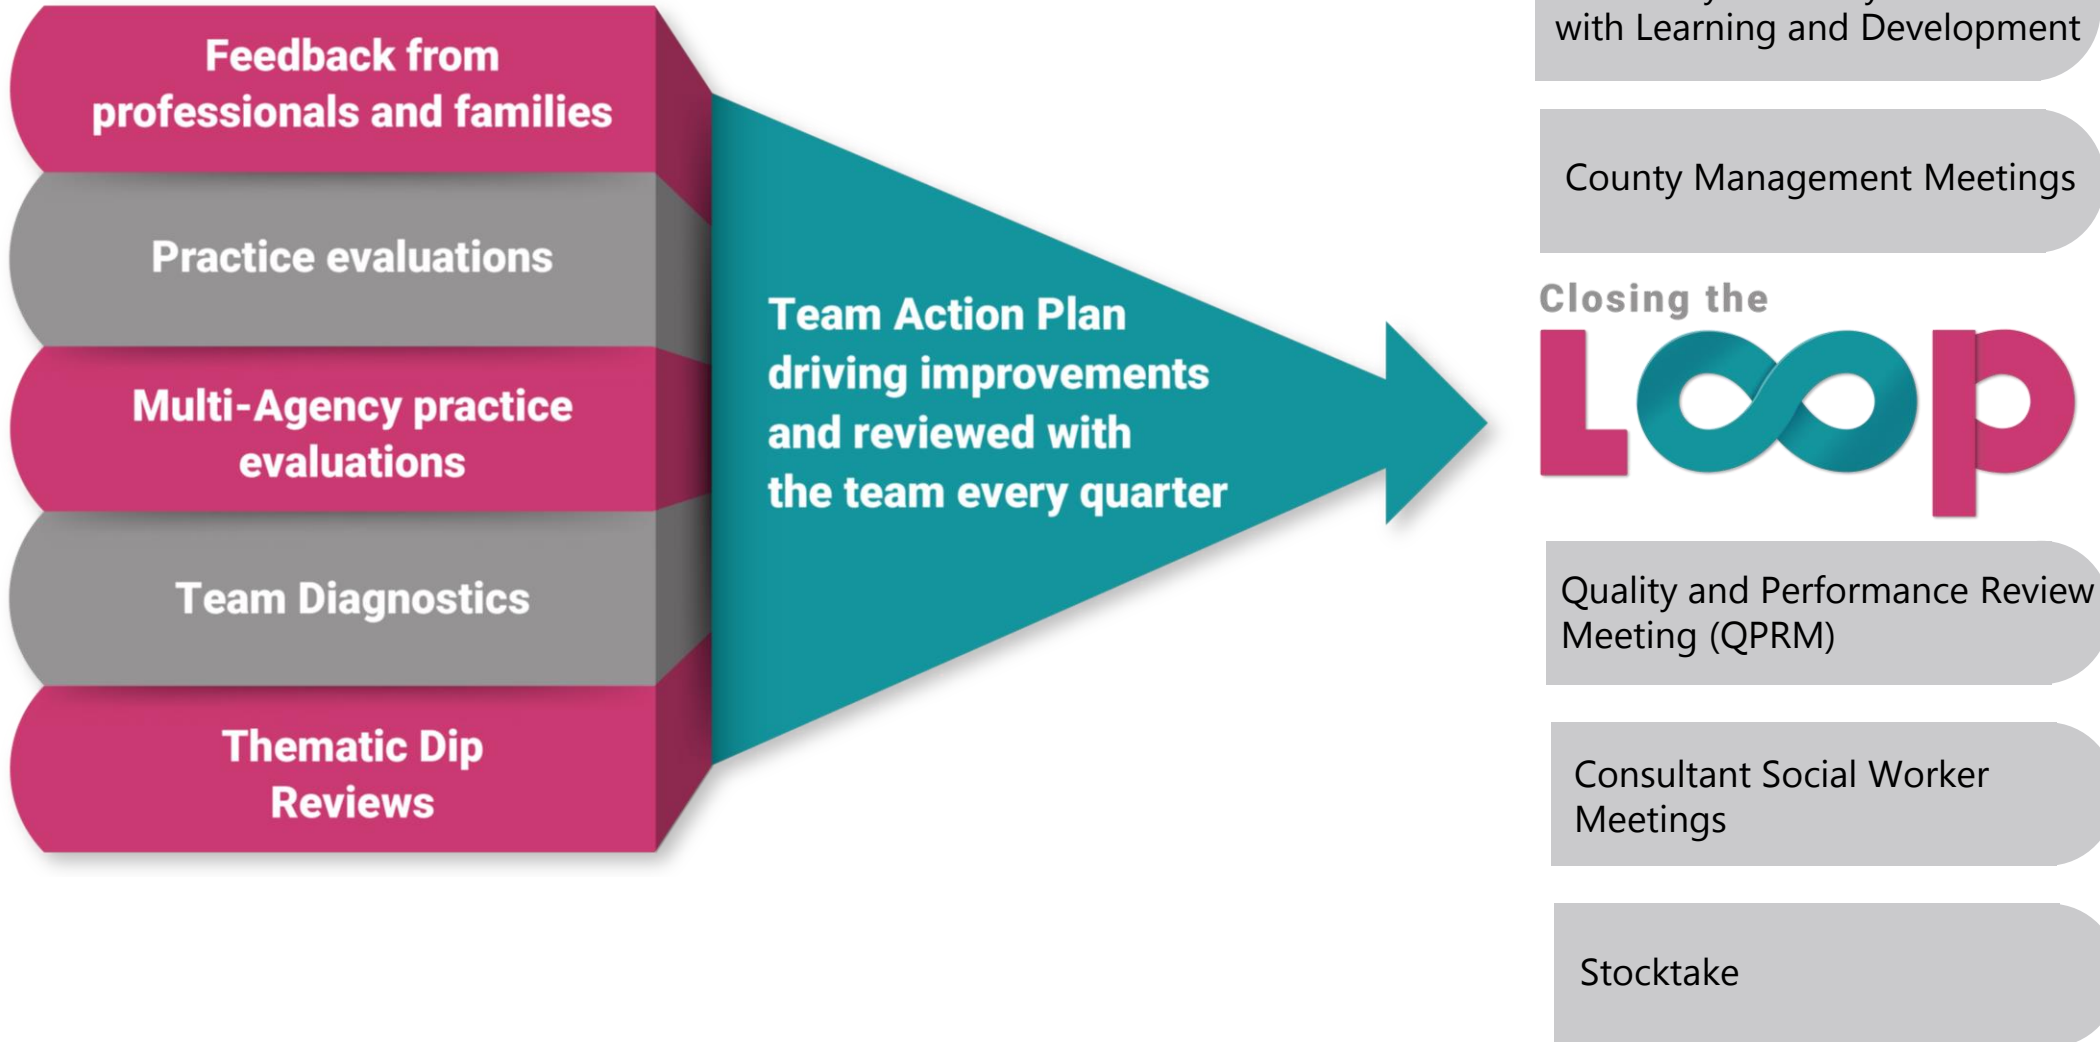 Feedback from
professionals and families
Practice evaluations
Multi-Agency practice
evaluations
Team Diagnostics
Thematic Dip
Reviews
Team Action Plan
driving improvements
and reviewed with
the team every quarter
with Learning and Development
County Management Meetings
Closing the
Loop
Quality and Performance Review
Meeting (QPRM)
Consultant Social Worker
Meetings
Stocktake